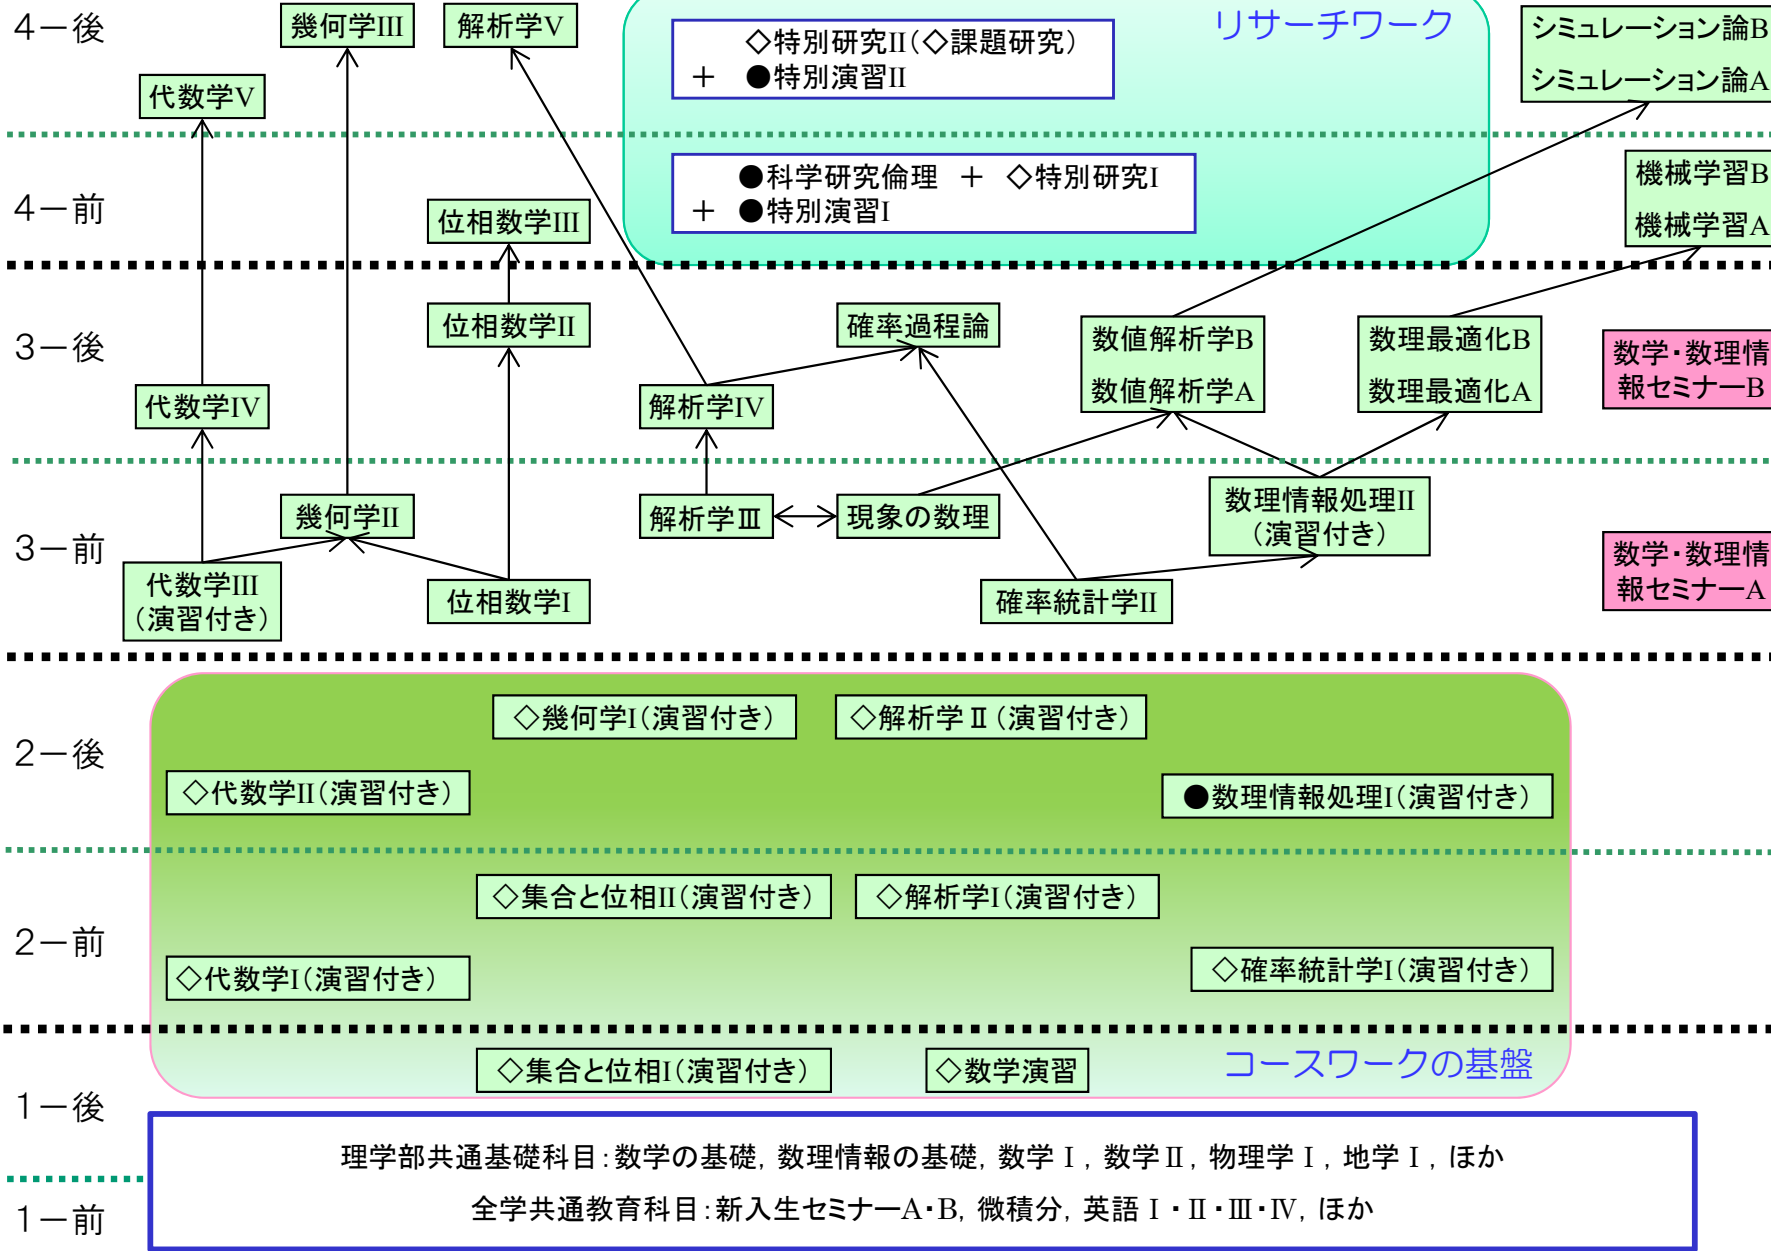 4－後
幾何学III
解析学V
リサーチワーク
◇特別研究II（◇課題研究）
＋ ●特別演習II
シミュレーション論B
シミュレーション論A
代数学V
4－前
●科学研究倫理 ＋ ◇特別研究I
＋ ●特別演習I
機械学習B
機械学習A
位相数学III
3－後
位相数学II
確率過程論
数値解析学B
数値解析学A
数理最適化B
数理最適化A
数学・数理情
報セミナーB
代数学IV
解析学IV
3－前
幾何学II
解析学Ⅲ
現象の数理
数理情報処理II
（演習付き）
数学・数理情
報セミナーA
代数学III
（演習付き）
位相数学I
確率統計学II
2－後
◇幾何学I（演習付き）
◇解析学Ⅱ（演習付き）
◇代数学II（演習付き）
●数理情報処理I（演習付き）
2－前
◇集合と位相II（演習付き）
◇解析学I（演習付き）
◇代数学I（演習付き）
◇確率統計学I（演習付き）
1－後
◇集合と位相I（演習付き）
◇数学演習
コースワークの基盤
理学部共通基礎科目：数学の基礎, 数理情報の基礎, 数学Ⅰ, 数学Ⅱ, 物理学Ⅰ, 地学Ⅰ, ほか
1－前
全学共通教育科目：新入生セミナーA・B, 微積分, 英語Ⅰ・Ⅱ・Ⅲ・Ⅳ, ほか